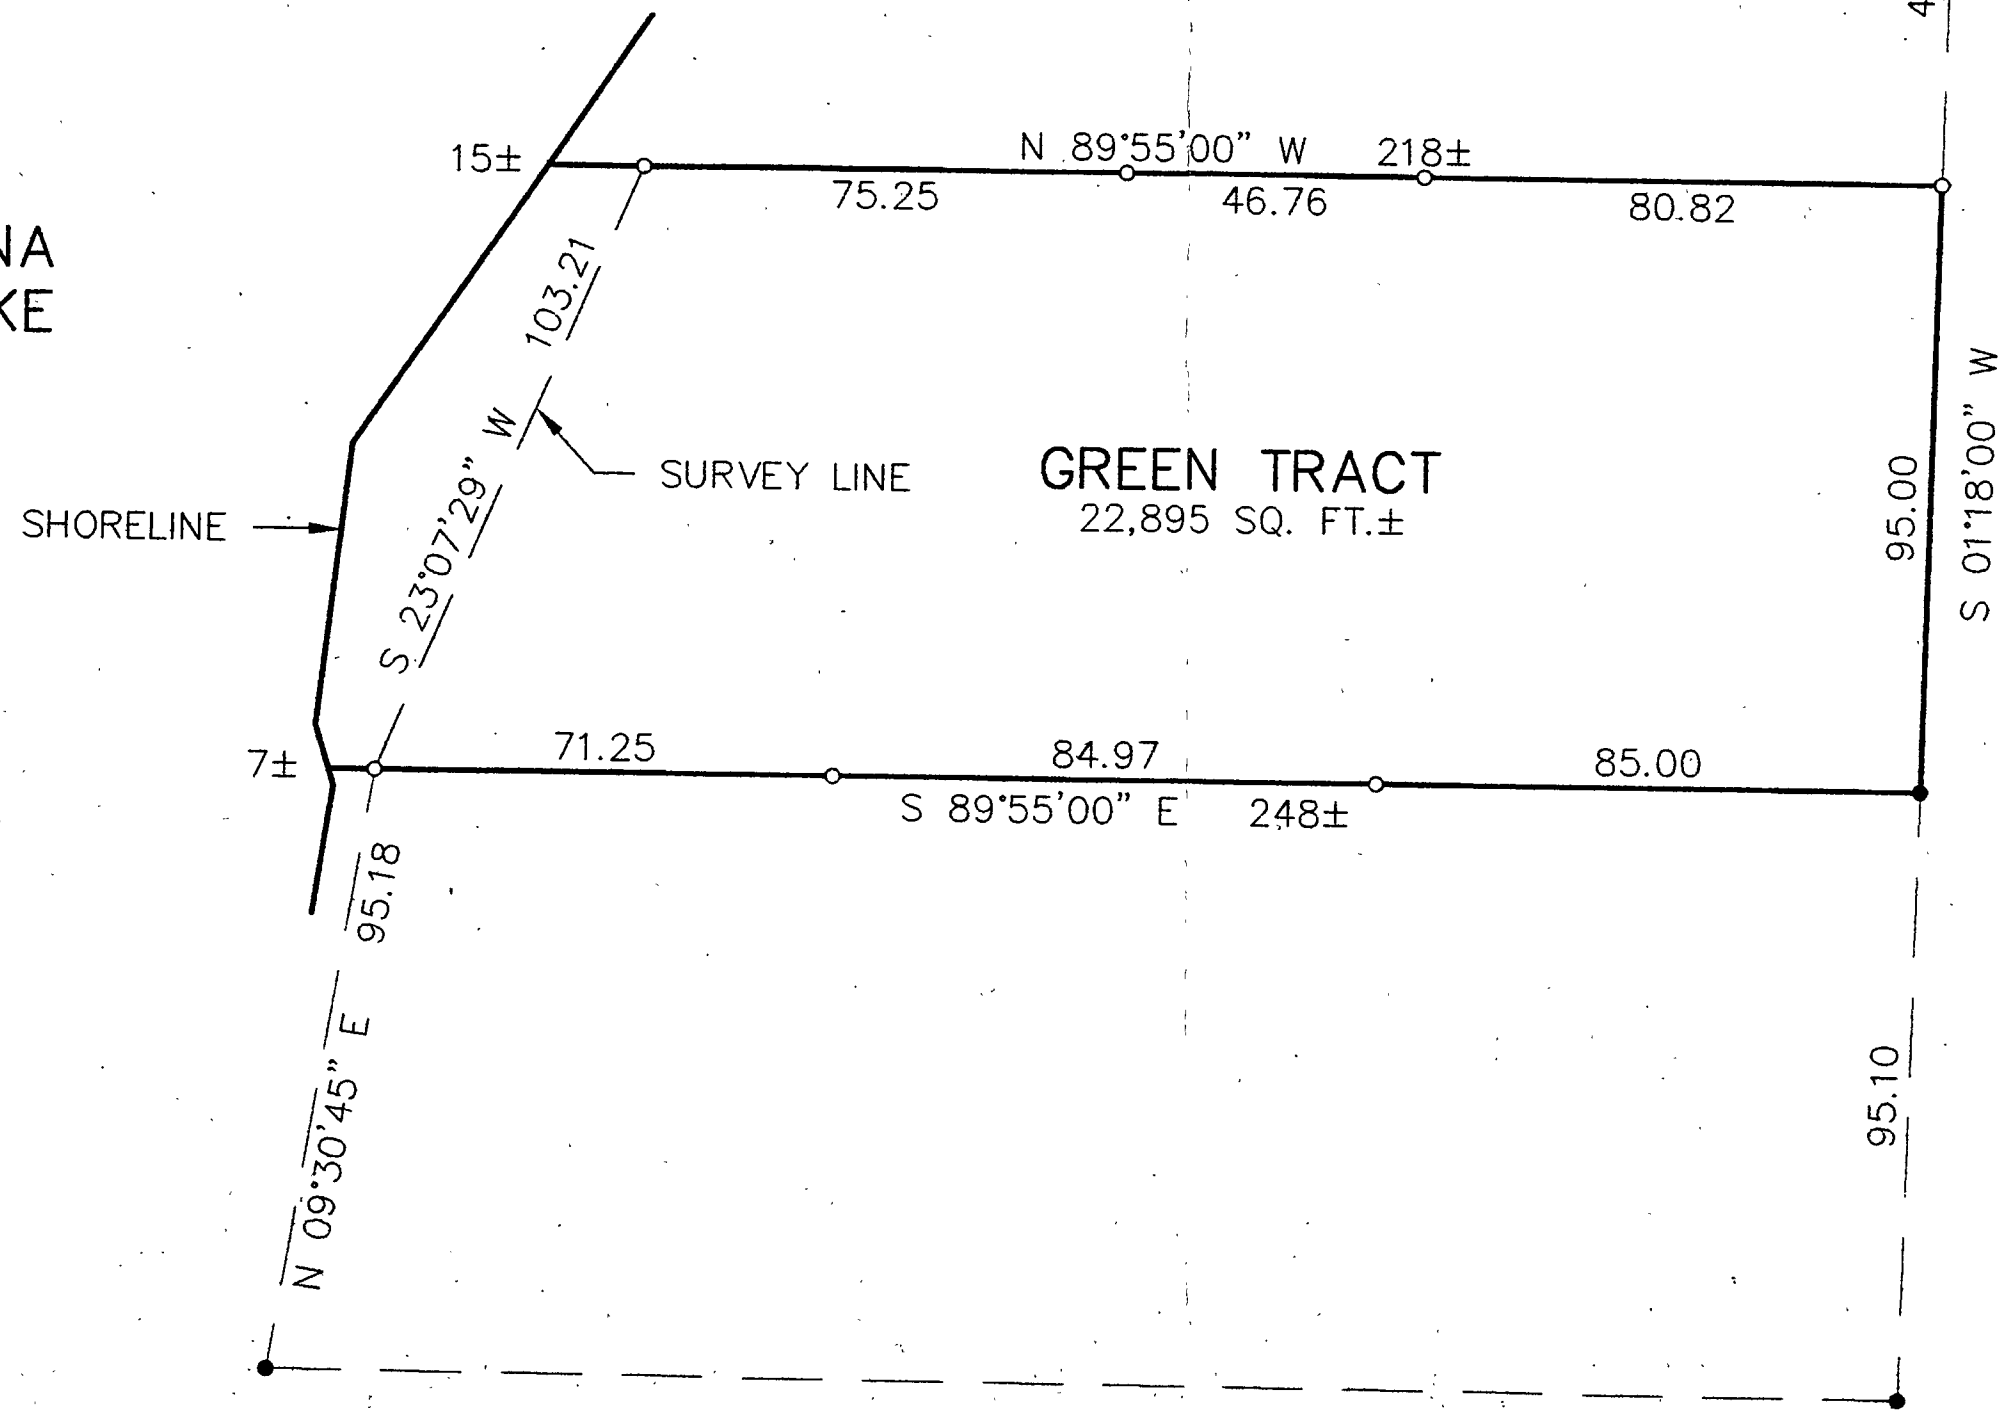 4
15±
N 89°55'00" W 218±
75.25
46.76
80.82
NA
KE
S 23°07'29" W 103.21
SURVEY LINE
SHORELINE
GREEN TRACT
22,895 SQ. FT.±
95.00
S 01°18'00" W
7±
71.25
84.97
85.00
S 89°55'00" E 248±
N 09°30'45" E 95.18
95.10